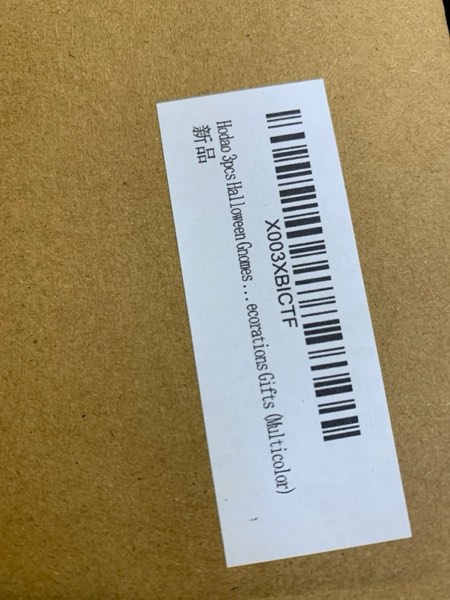 X003XBICTF
Hodao 3pcs Halloween Gnomes...ecorations Gifts (Multicolor)
新品